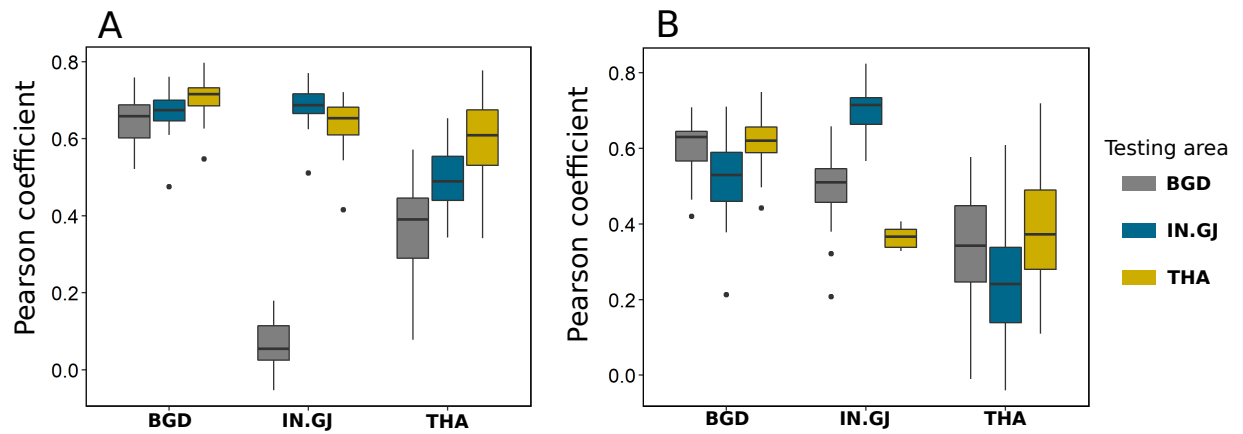 A
Pearson coefficient
0.8
0.6
0.4
0.2
0.0
BGD
IN.GJ
THA
B
Pearson coefficient
0.8
0.6
0.4
0.2
0.0
BGD
IN.GJ
THA
Testing area
BGD
IN.GJ
THA